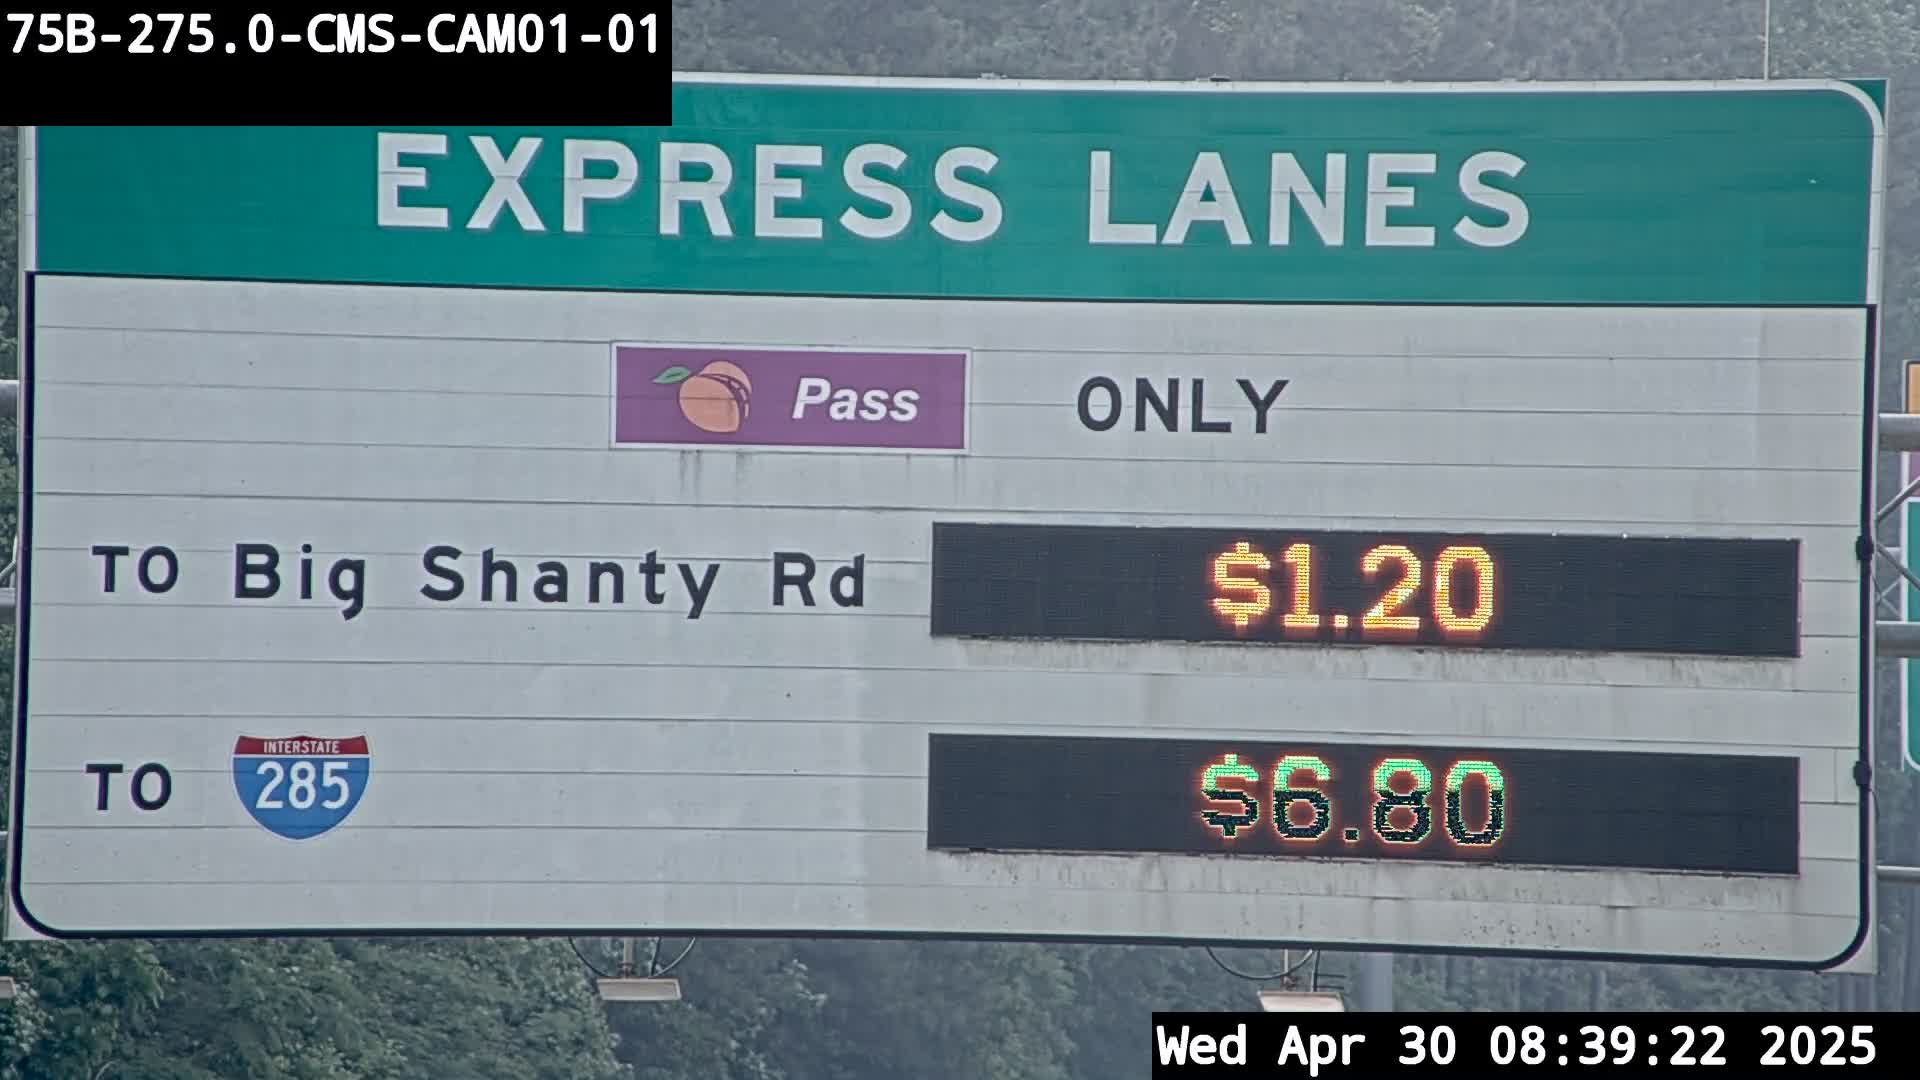 75B-275.0-CMS-CAM01-01
EXPRESS LANES
Pass ONLY
TO Big Shanty Rd $1.20
INTERSTATE
TO 285 $6.80
Wed Apr 30 08:39:22 2025